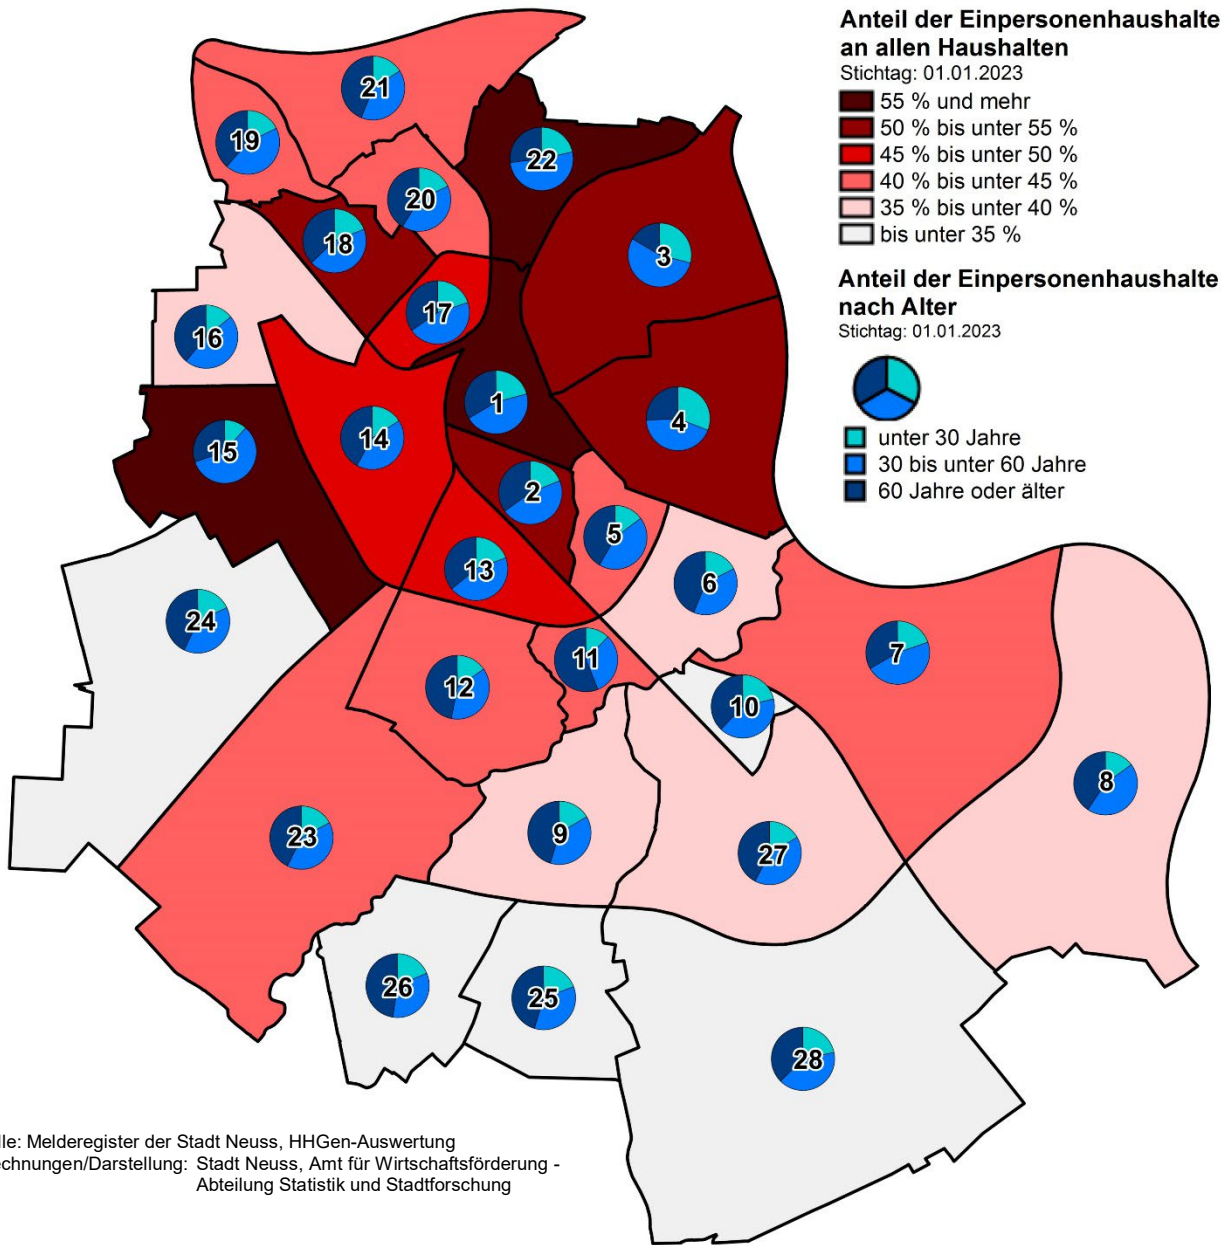 Anteil der Einpersonenhaushalte
an allen Haushalten
Stichtag: 01.01.2023
55 % und mehr
50 % bis unter 55 %
45 % bis unter 50 %
40 % bis unter 45 %
35 % bis unter 40 %
bis unter 35 %
Anteil der Einpersonenhaushalte
nach Alter
Stichtag: 01.01.2023
unter 30 Jahre
30 bis unter 60 Jahre
60 Jahre oder älter
21
19
22
20
18
3
17
16
1
4
14
15
2
5
13
6
24
7
11
12
10
8
9
23
27
26
25
28
lle: Melderegister der Stadt Neuss, HHGen-Auswertung
echnungen/Darstellung: Stadt Neuss, Amt für Wirtschaftsförderung -
Abteilung Statistik und Stadtforschung